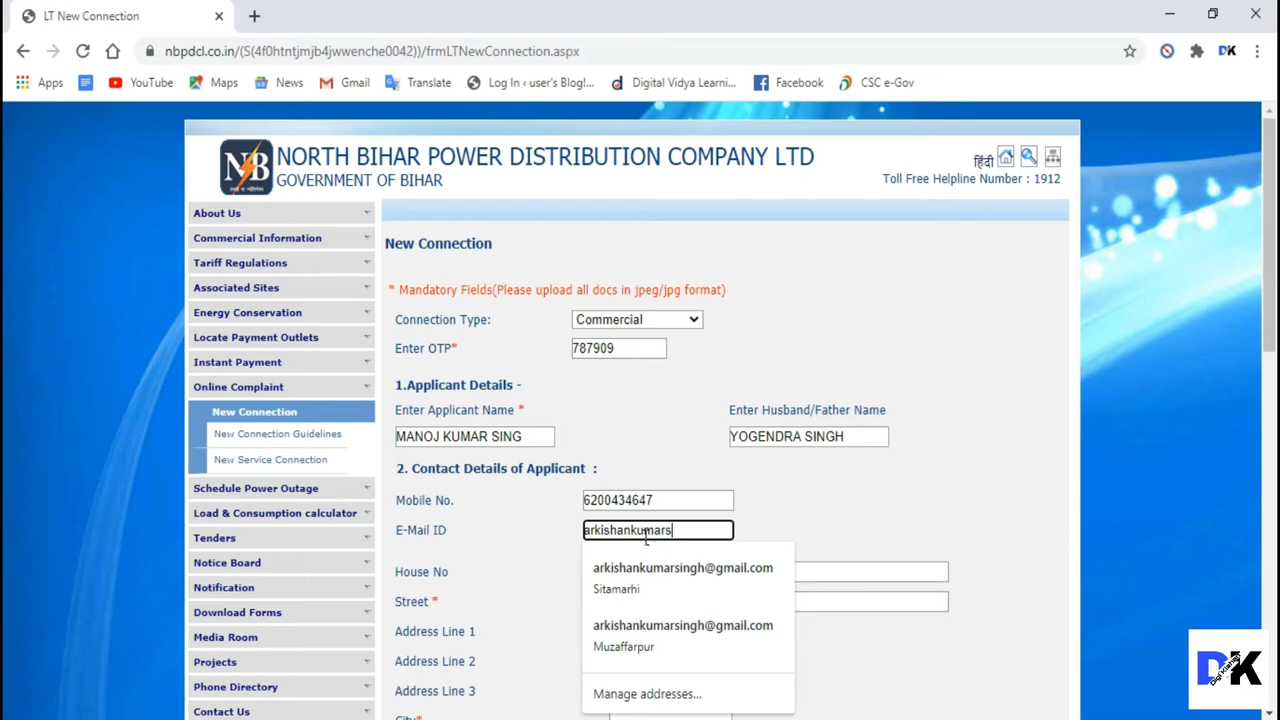 LT New Connection
nbpdcl.co.in/(S(4f0htntjmjb4jwwenche0042))/frmLTNewConnection.aspx
DK
Apps YouTube Maps News Gmail Translate Log In ‹ user's Blog!... Digital Vidya Learni... Facebook CSC e-Gov
NB
NORTH BIHAR POWER DISTRIBUTION COMPANY LTD
GOVERNMENT OF BIHAR
हिंदी
Toll Free Helpline Number : 1912
About Us
Commercial Information
Tariff Regulations
Associated Sites
Energy Conservation
Locate Payment Outlets
Instant Payment
Online Complaint
New Connection
New Connection Guidelines
New Service Connection
Schedule Power Outage
Load & Consumption calculator
Tenders
Notice Board
Notification
Download Forms
Media Room
Projects
Phone Directory
Contact Us
New Connection
* Mandatory Fields(Please upload all docs in jpeg/jpg format)
Connection Type: Commercial
Enter OTP* 787909
1.Applicant Details -
Enter Applicant Name * Enter Husband/Father Name
MANOJ KUMAR SING YOGENDRA SINGH
2. Contact Details of Applicant :
Mobile No. 6200434647
E-Mail ID arkishankumars
arkishankumarsingh@gmail.com
Sitamarhi
arkishankumarsingh@gmail.com
Muzaffarpur
Manage addresses...
House No
Street *
Address Line 1
Address Line 2
Address Line 3
City*
DK
Digi Kishan